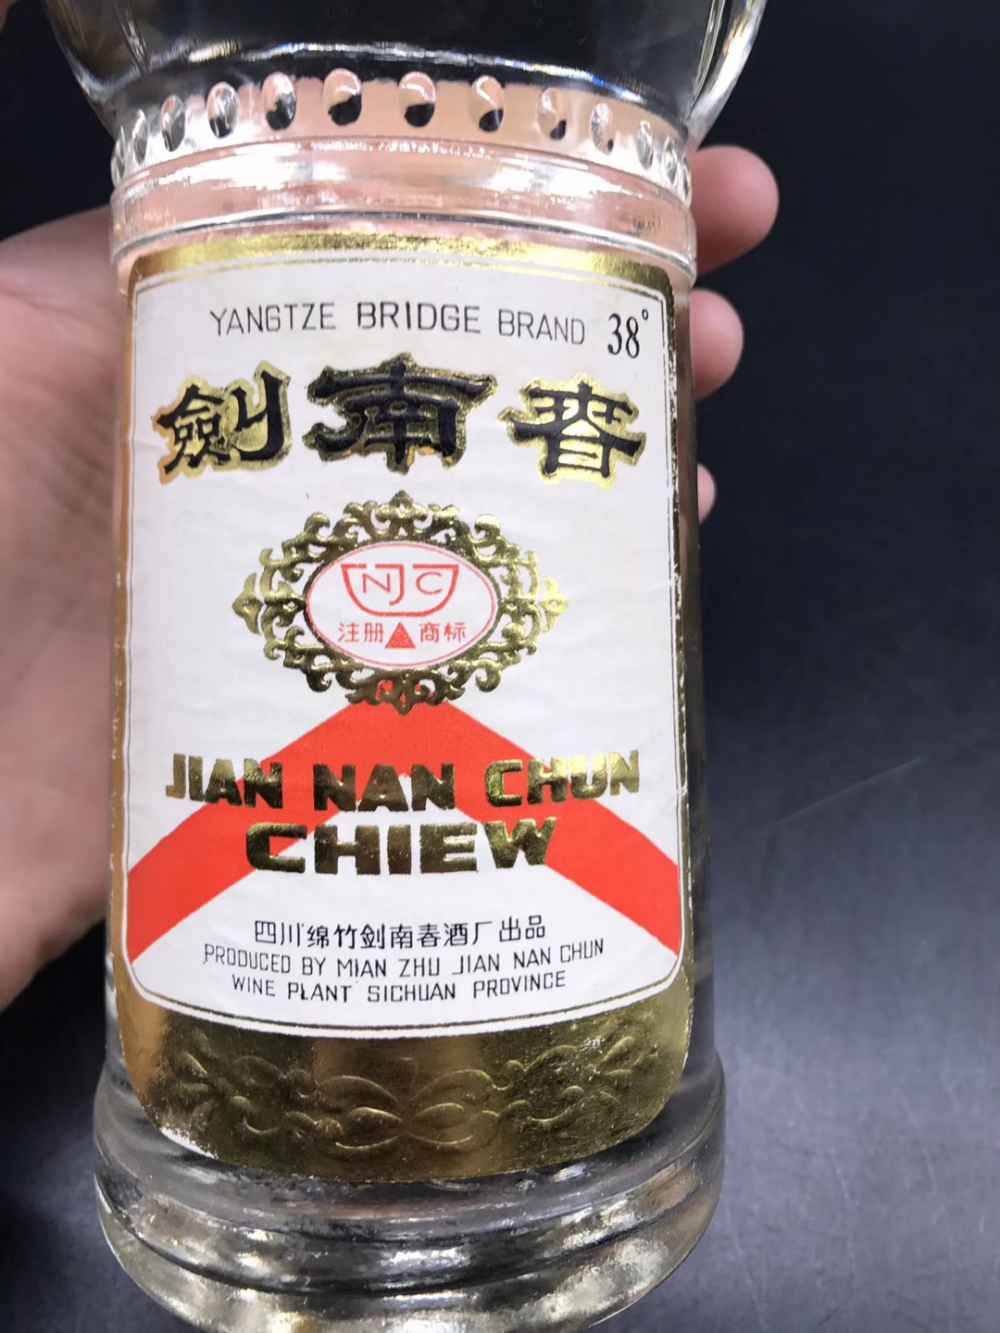 YANGTZE BRIDGE BRAND 38°
劍南春
NJC
注册 商标
JIAN NAN CHUN
CHIEW
四川绵竹剑南春酒厂出品
PRODUCED BY MIAN ZHU JIAN NAN CHUN
WINE PLANT SICHUAN PROVINCE